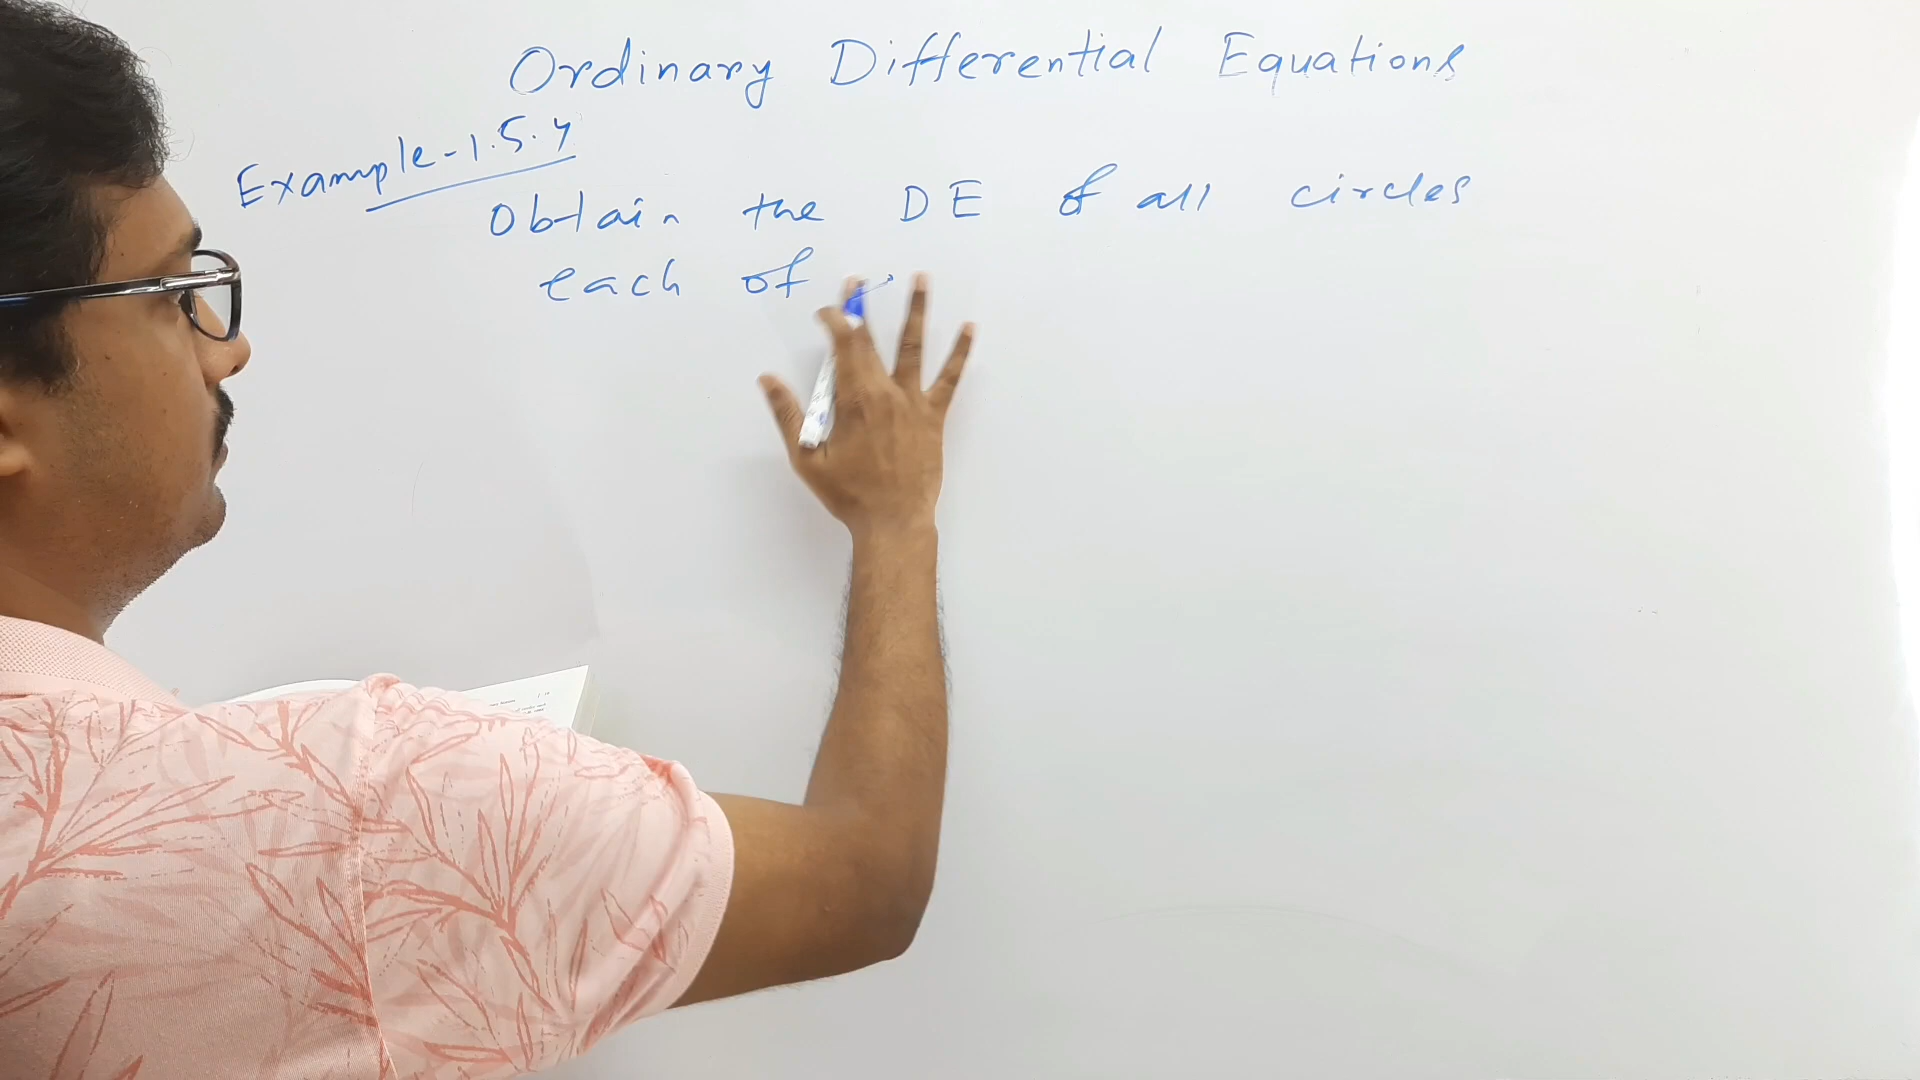 Ordinary Differential Equations
Example-1.5.4
Obtain the DE of all circles
each of